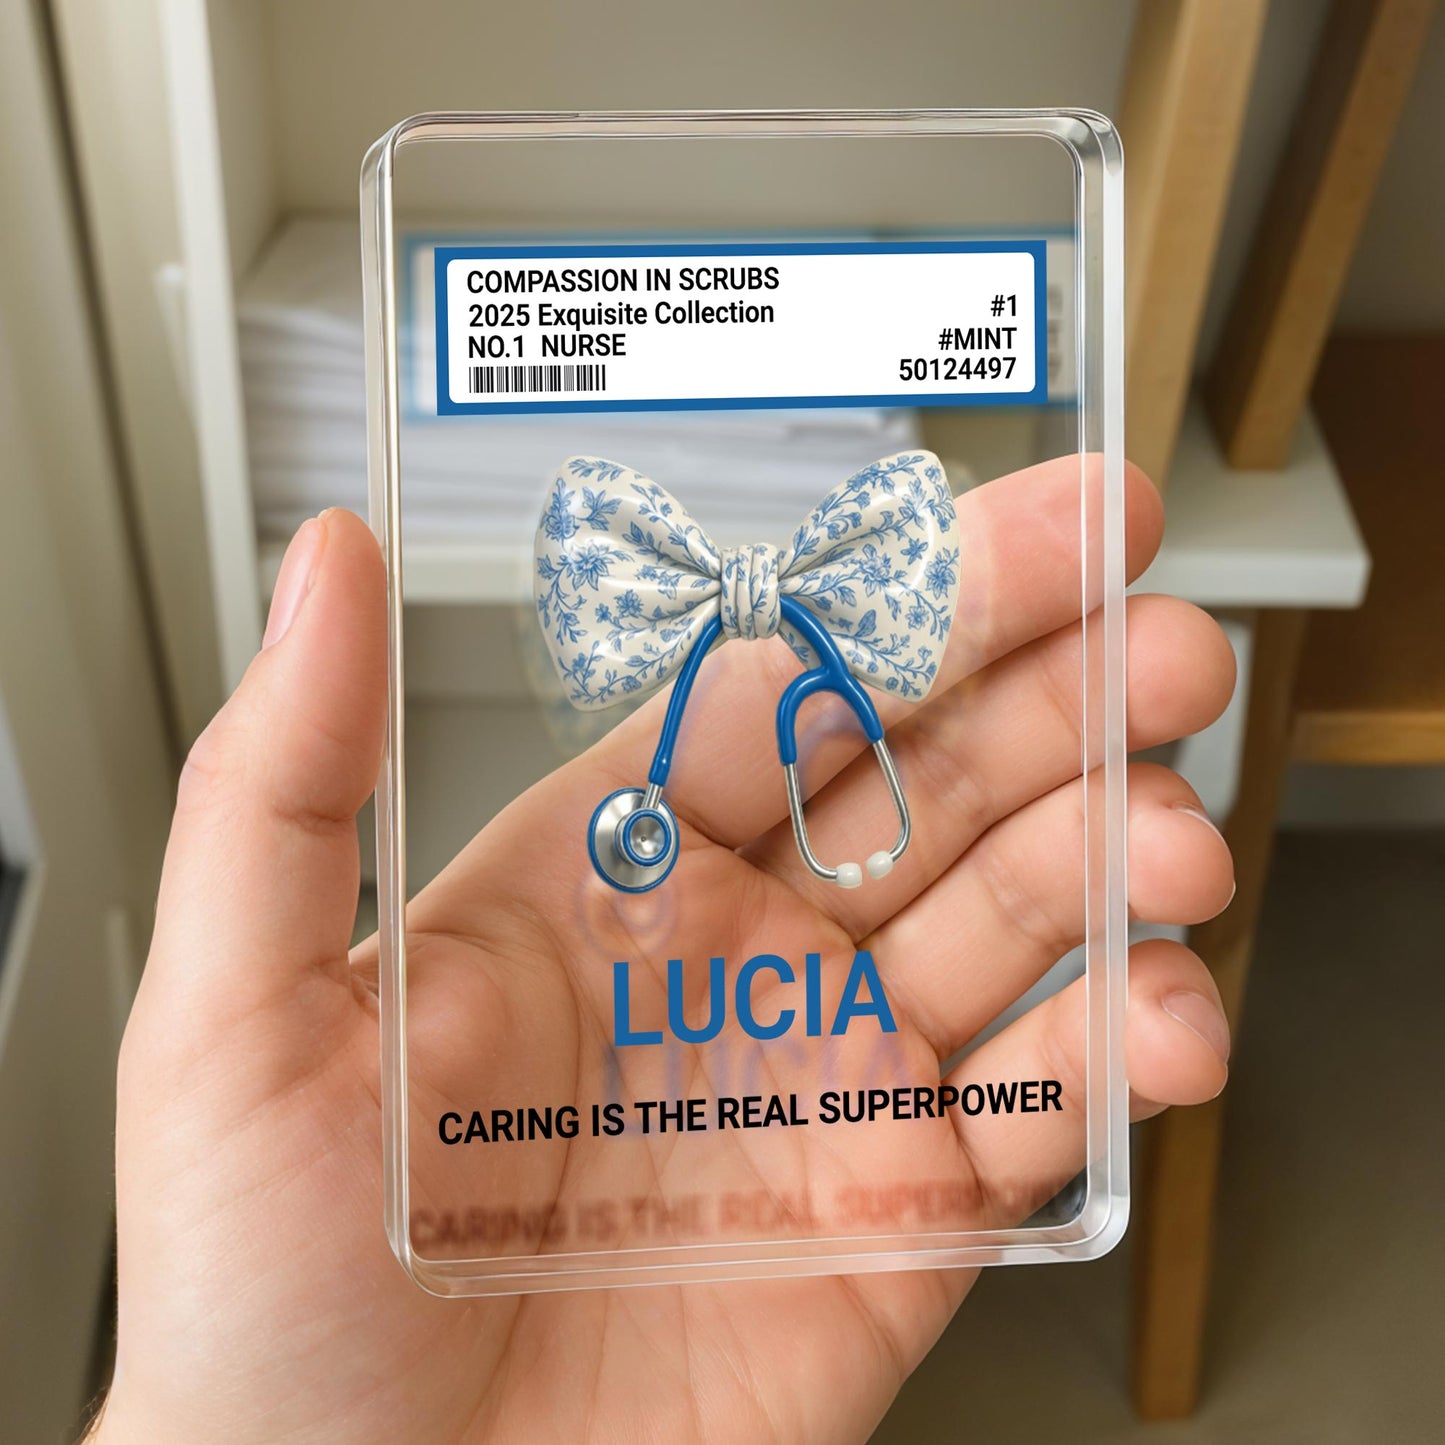 COMPASSION IN SCRUBS
2025 Exquisite Collection
NO.1 NURSE
#1
#MINT
50124497
LUCIA
CARING IS THE REAL SUPERPOWER